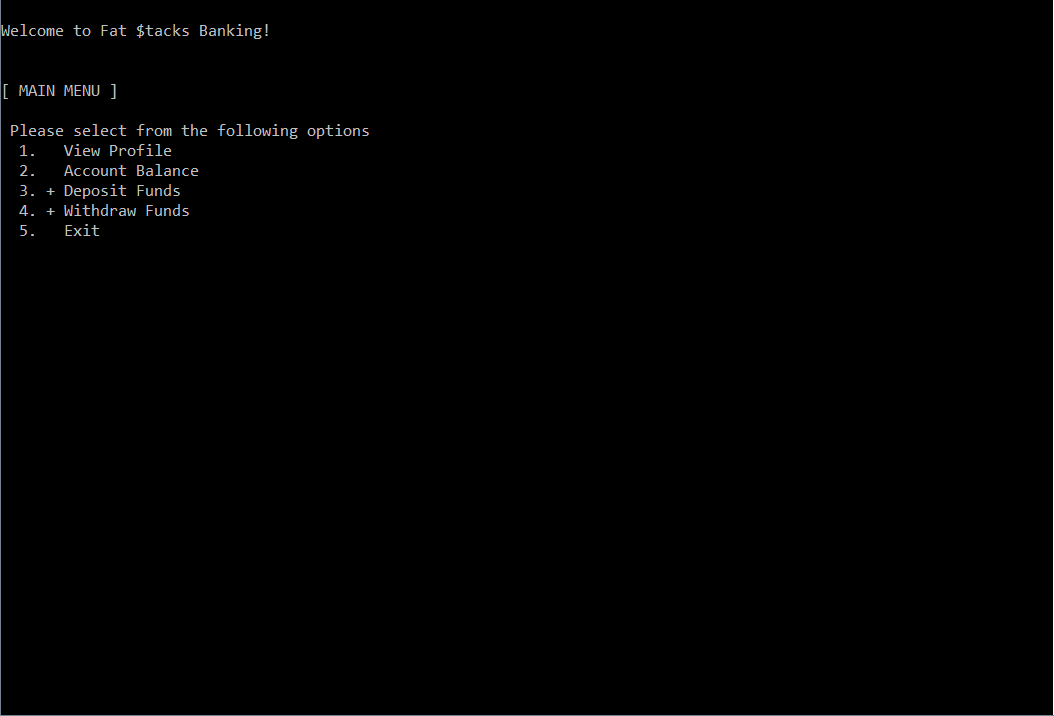 Welcome to Fat $tacks Banking!
[ MAIN MENU ]
Please select from the following options
1.   View Profile
2.   Account Balance
3. + Deposit Funds
4. + Withdraw Funds
5.   Exit